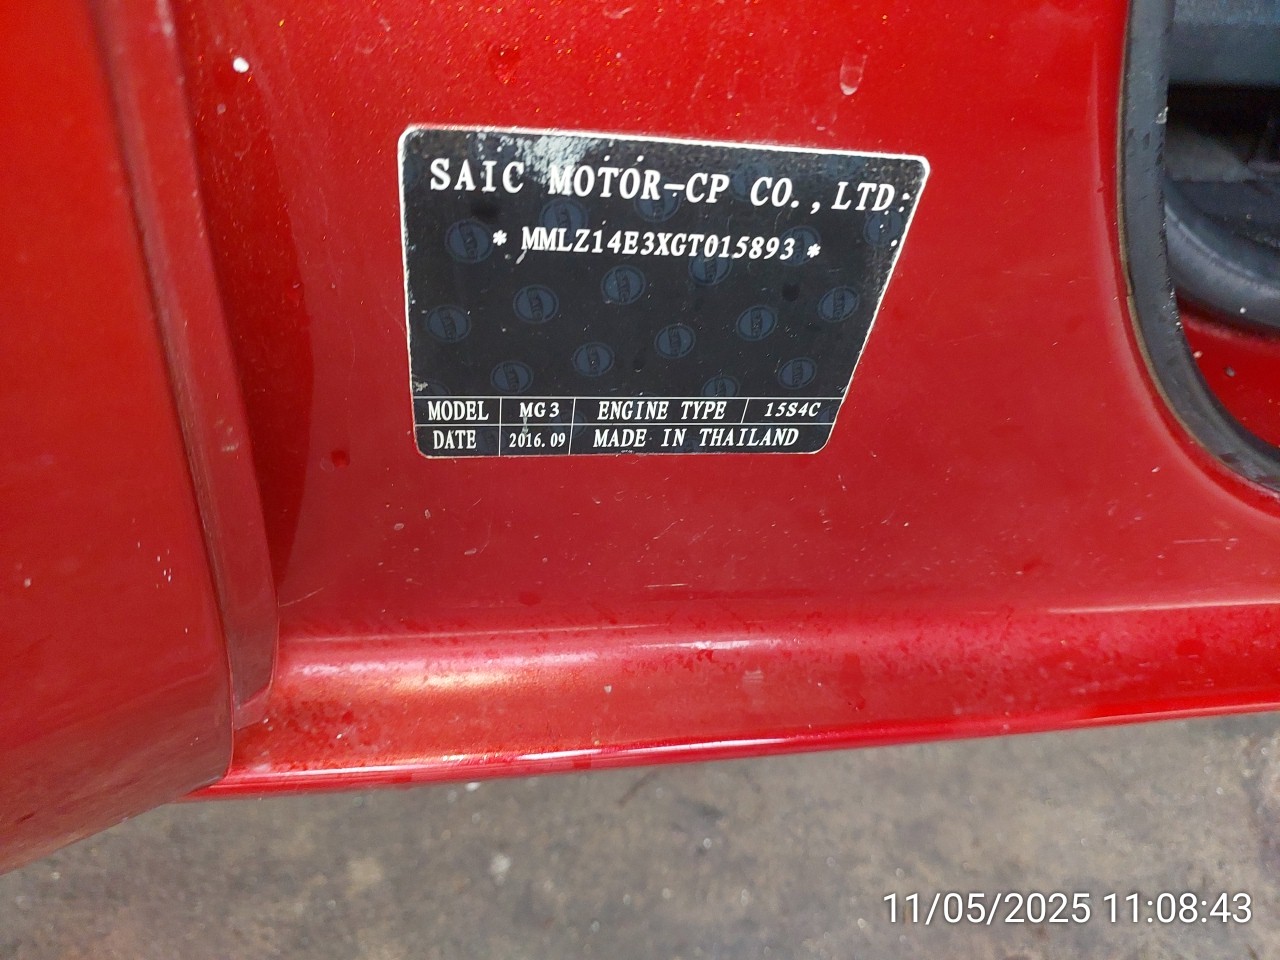 SAIC MOTOR-CP CO.,LTD.
* MMLZ14E3XGT015893 *
MODEL MG3 ENGINE TYPE 15S4C
DATE 2016.09 MADE IN THAILAND
11/05/2025 11:08:43